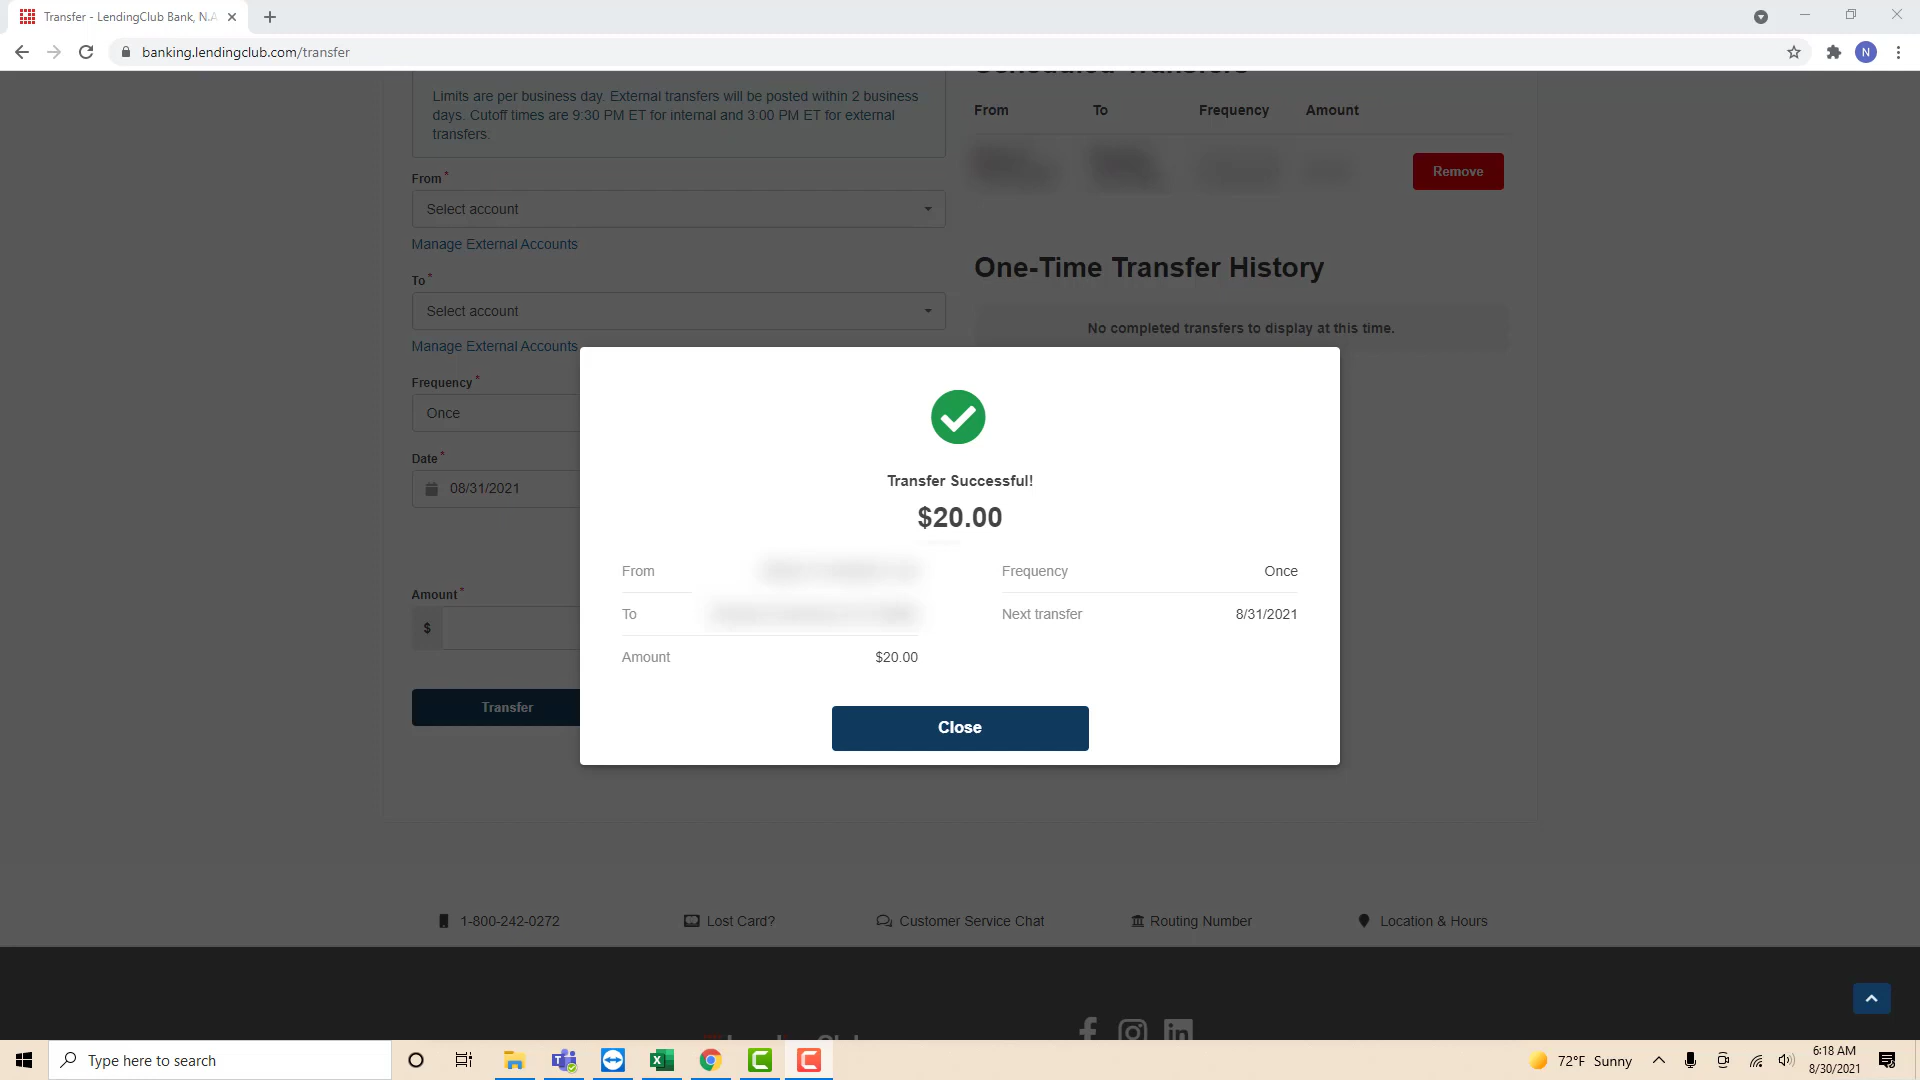 Transfer - LendingClub Bank, N.A
banking.lendingclub.com/transfer
N
Limits are per business day. External transfers will be posted within 2 business
days. Cutoff times are 9:30 PM ET for internal and 3:00 PM ET for external
transfers.
From*
Select account
Manage External Accounts
To*
Select account
Manage External Accounts
Frequency*
Once
Date*
08/31/2021
Amount*
$
Transfer
Scheduled Transfers
From To Frequency Amount
Remove
One-Time Transfer History
No completed transfers to display at this time.
Transfer Successful!
$20.00
From
To
Amount $20.00
Frequency Once
Next transfer 8/31/2021
Close
1-800-242-0272
Lost Card?
Customer Service Chat
Routing Number
Location & Hours
Type here to search
72°F Sunny
6:18 AM
8/30/2021